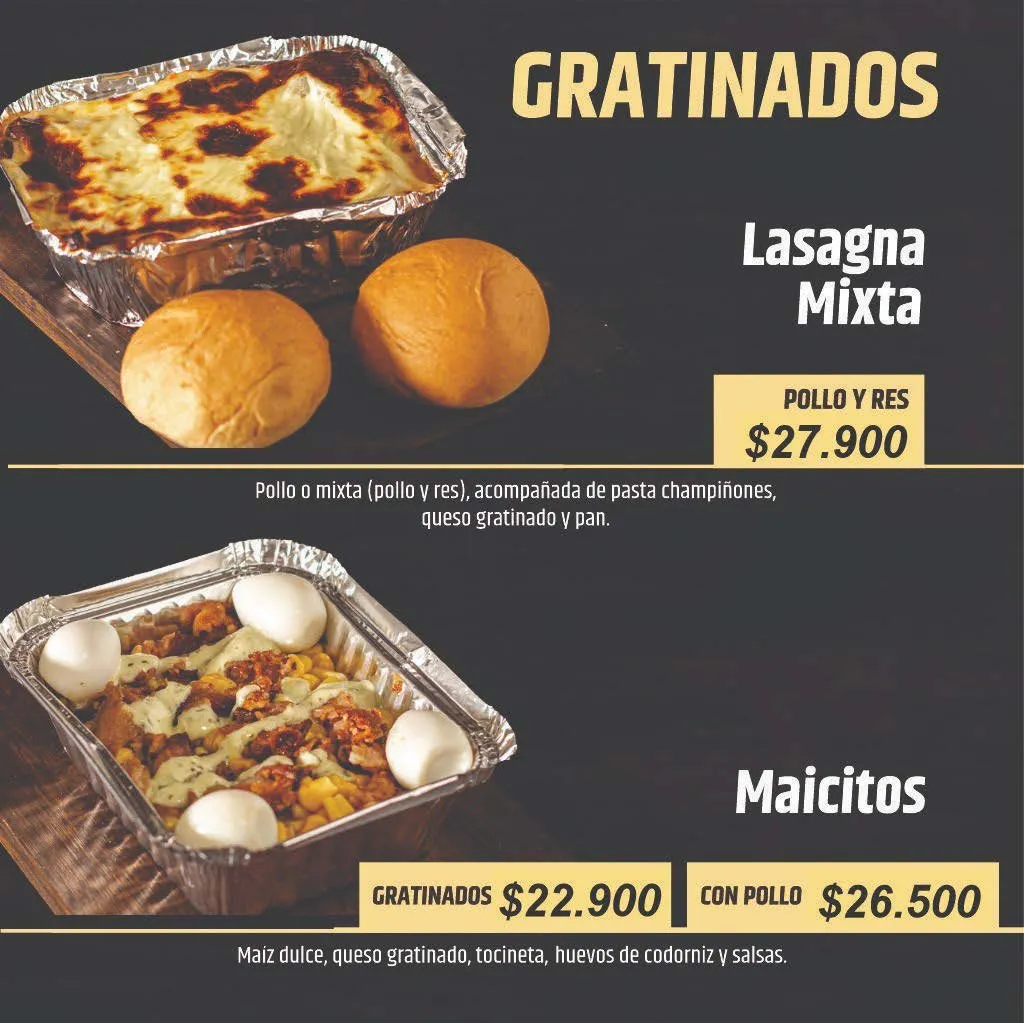 GRATINADOS
Lasagna
Mixta
POLLO Y RES
$27.900
Pollo o mixta (pollo y res), acompañada de pasta champiñones,
queso gratinado y pan.
Maicitos
GRATINADOS $22.900
CON POLLO $26.500
Maíz dulce, queso gratinado, tocineta, huevos de codorniz y salsas.